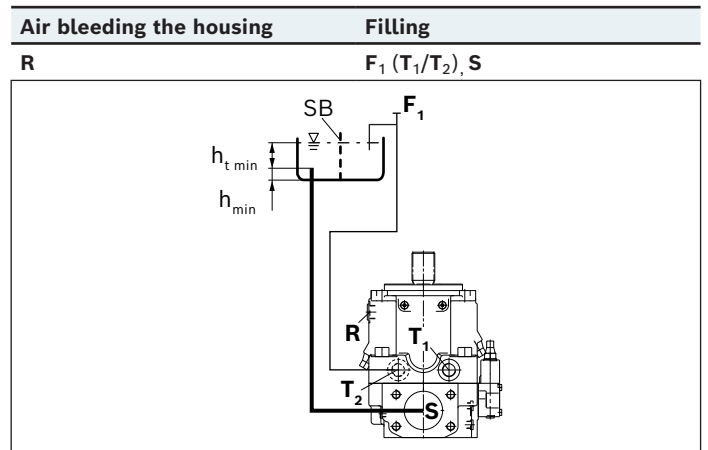 Air bleeding the housing Filling
R F₁ (T₁/T₂), S
SB F₁
hₜ ₘᵢₙ
hₘᵢₙ
R T₁
T₂ S